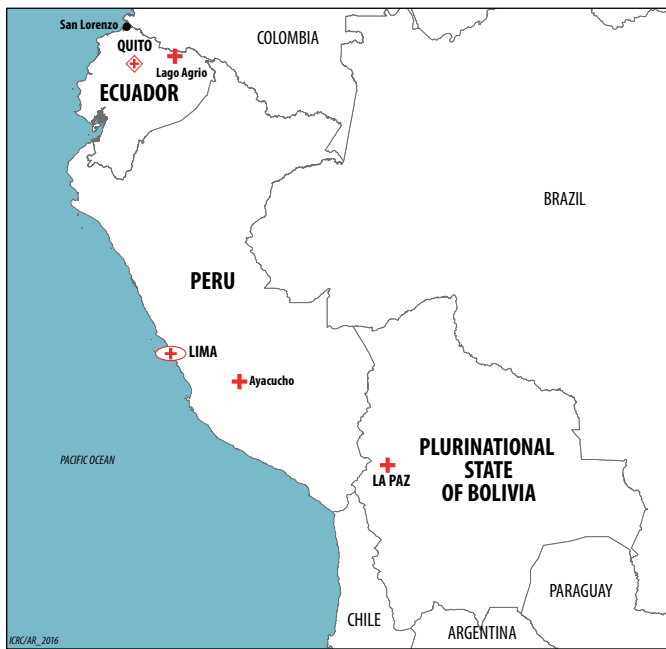 San Lorenzo
COLOMBIA
QUITO
Lago Agrio
ECUADOR
BRAZIL
PERU
LIMA
Ayacucho
PACIFIC OCEAN
PLURINATIONAL
STATE
OF BOLIVIA
LA PAZ
PARAGUAY
CHILE
ARGENTINA
ICRC/AR_2016